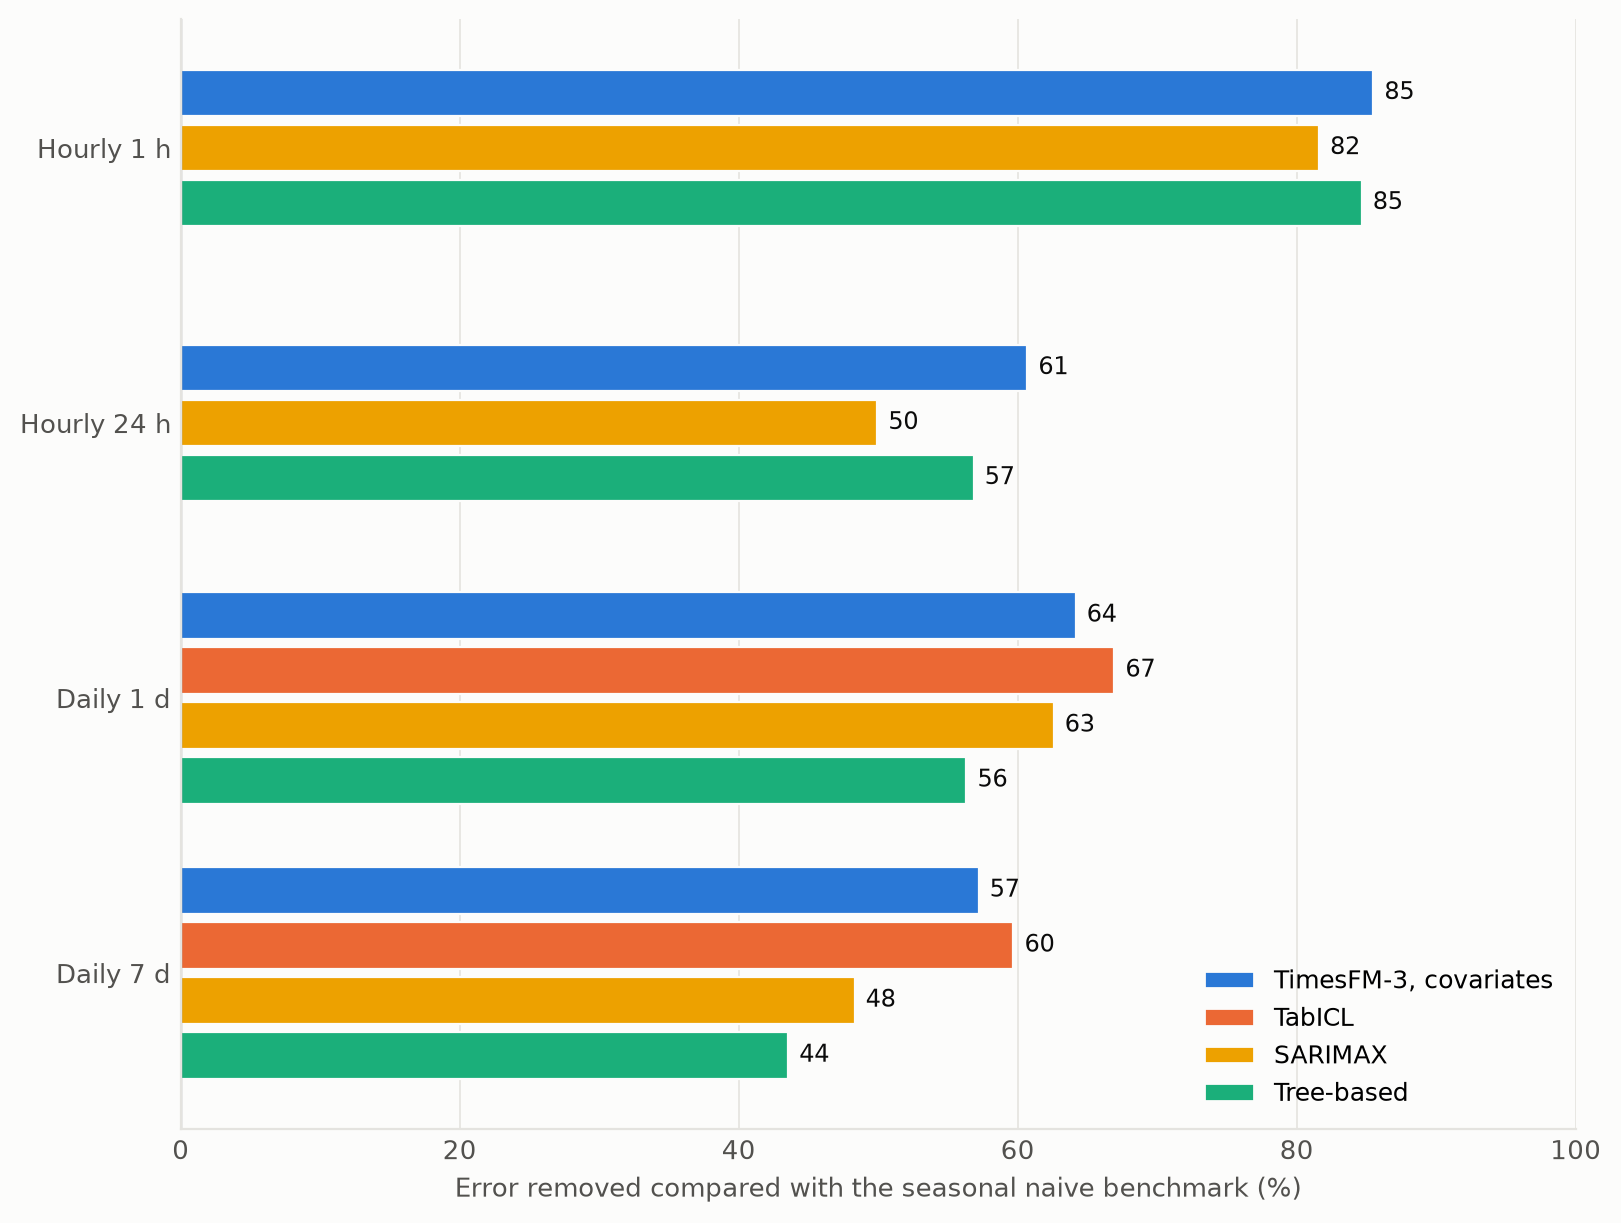 Hourly 1 h
85
82
85
Hourly 24 h
61
50
57
Daily 1 d
64
67
63
56
Daily 7 d
57
60
48
44
TimesFM-3, covariates
TabICL
SARIMAX
Tree-based
0 20 40 60 80 100
Error removed compared with the seasonal naive benchmark (%)